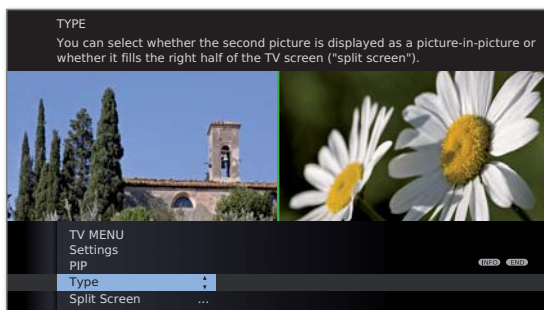 TYPE
You can select whether the second picture is displayed as a picture-in-picture or
whether it fills the right half of the TV screen ("split screen").
TV MENU
Settings
PIP
INFO END
Type
Split Screen ...